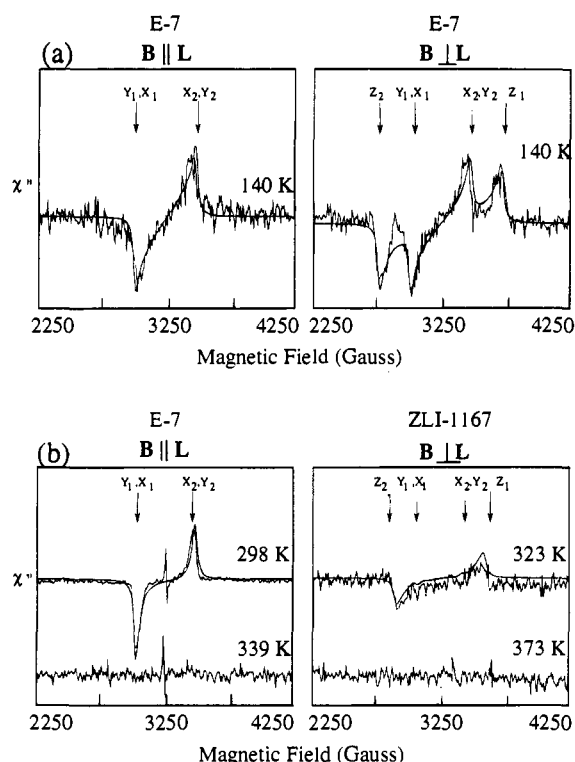 E-7
B || L
E-7
B ⊥ L
(a)
Y₁,X₁ X₂,Y₂
Z₂ Y₁,X₁ X₂,Y₂ Z₁
140 K
140 K
χ"
2250 3250 4250
2250 3250 4250
Magnetic Field (Gauss)
E-7
B || L
ZLI-1167
B ⊥ L
(b)
Y₁,X₁ X₂,Y₂
Z₂ Y₁,X₁ X₂,Y₂ Z₁
298 K
323 K
χ"
339 K
373 K
2250 3250 4250
2250 3250 4250
Magnetic Field (Gauss)